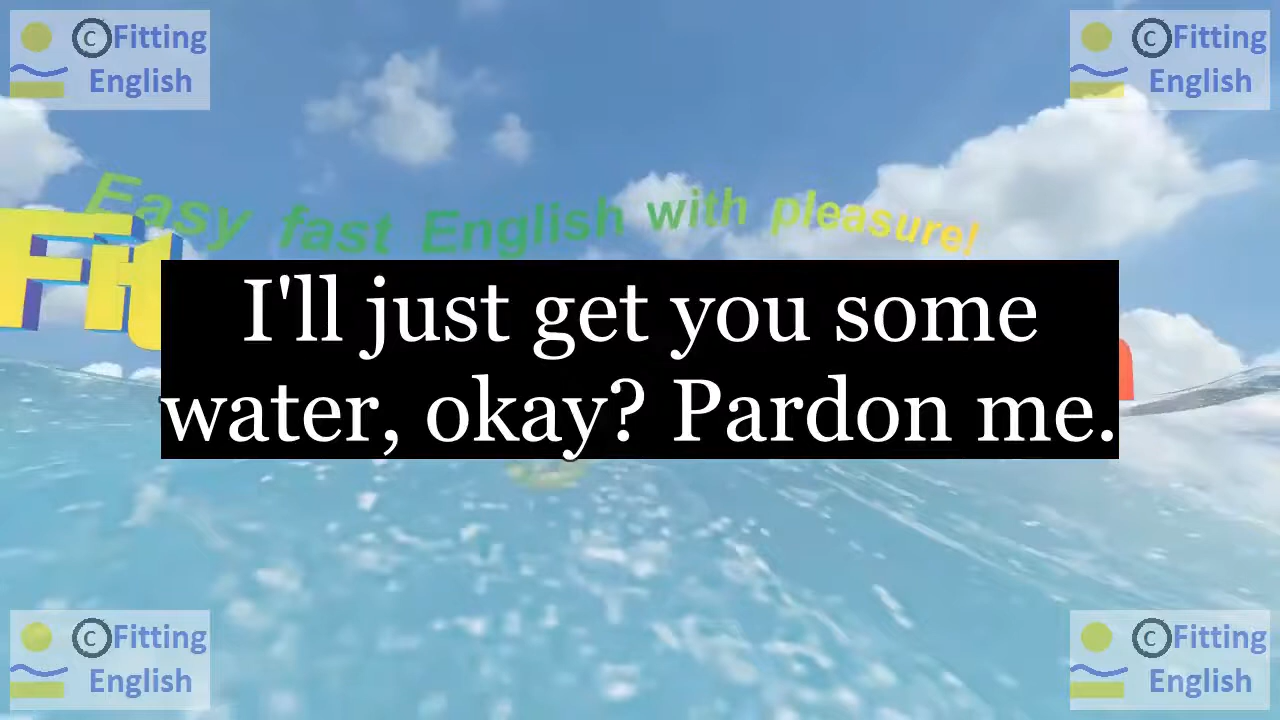 ©Fitting
English
©Fitting
English
Easy fast English with pleasure!
Fit
I'll just get you some
water, okay? Pardon me.
©Fitting
English
©Fitting
English